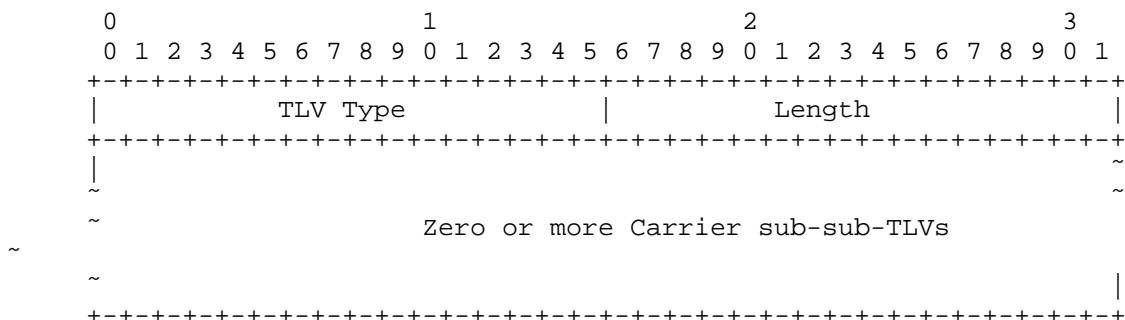 0                   1                   2                   3
 0 1 2 3 4 5 6 7 8 9 0 1 2 3 4 5 6 7 8 9 0 1 2 3 4 5 6 7 8 9 0 1
+-+-+-+-+-+-+-+-+-+-+-+-+-+-+-+-+-+-+-+-+-+-+-+-+-+-+-+-+-+-+-+-+
|           TLV Type            |          Length               |
+-+-+-+-+-+-+-+-+-+-+-+-+-+-+-+-+-+-+-+-+-+-+-+-+-+-+-+-+-+-+-+-+
|                                                               ~
~                                                               ~
~                    Zero or more Carrier sub-sub-TLVs
~
~                                                               |
+-+-+-+-+-+-+-+-+-+-+-+-+-+-+-+-+-+-+-+-+-+-+-+-+-+-+-+-+-+-+-+-+